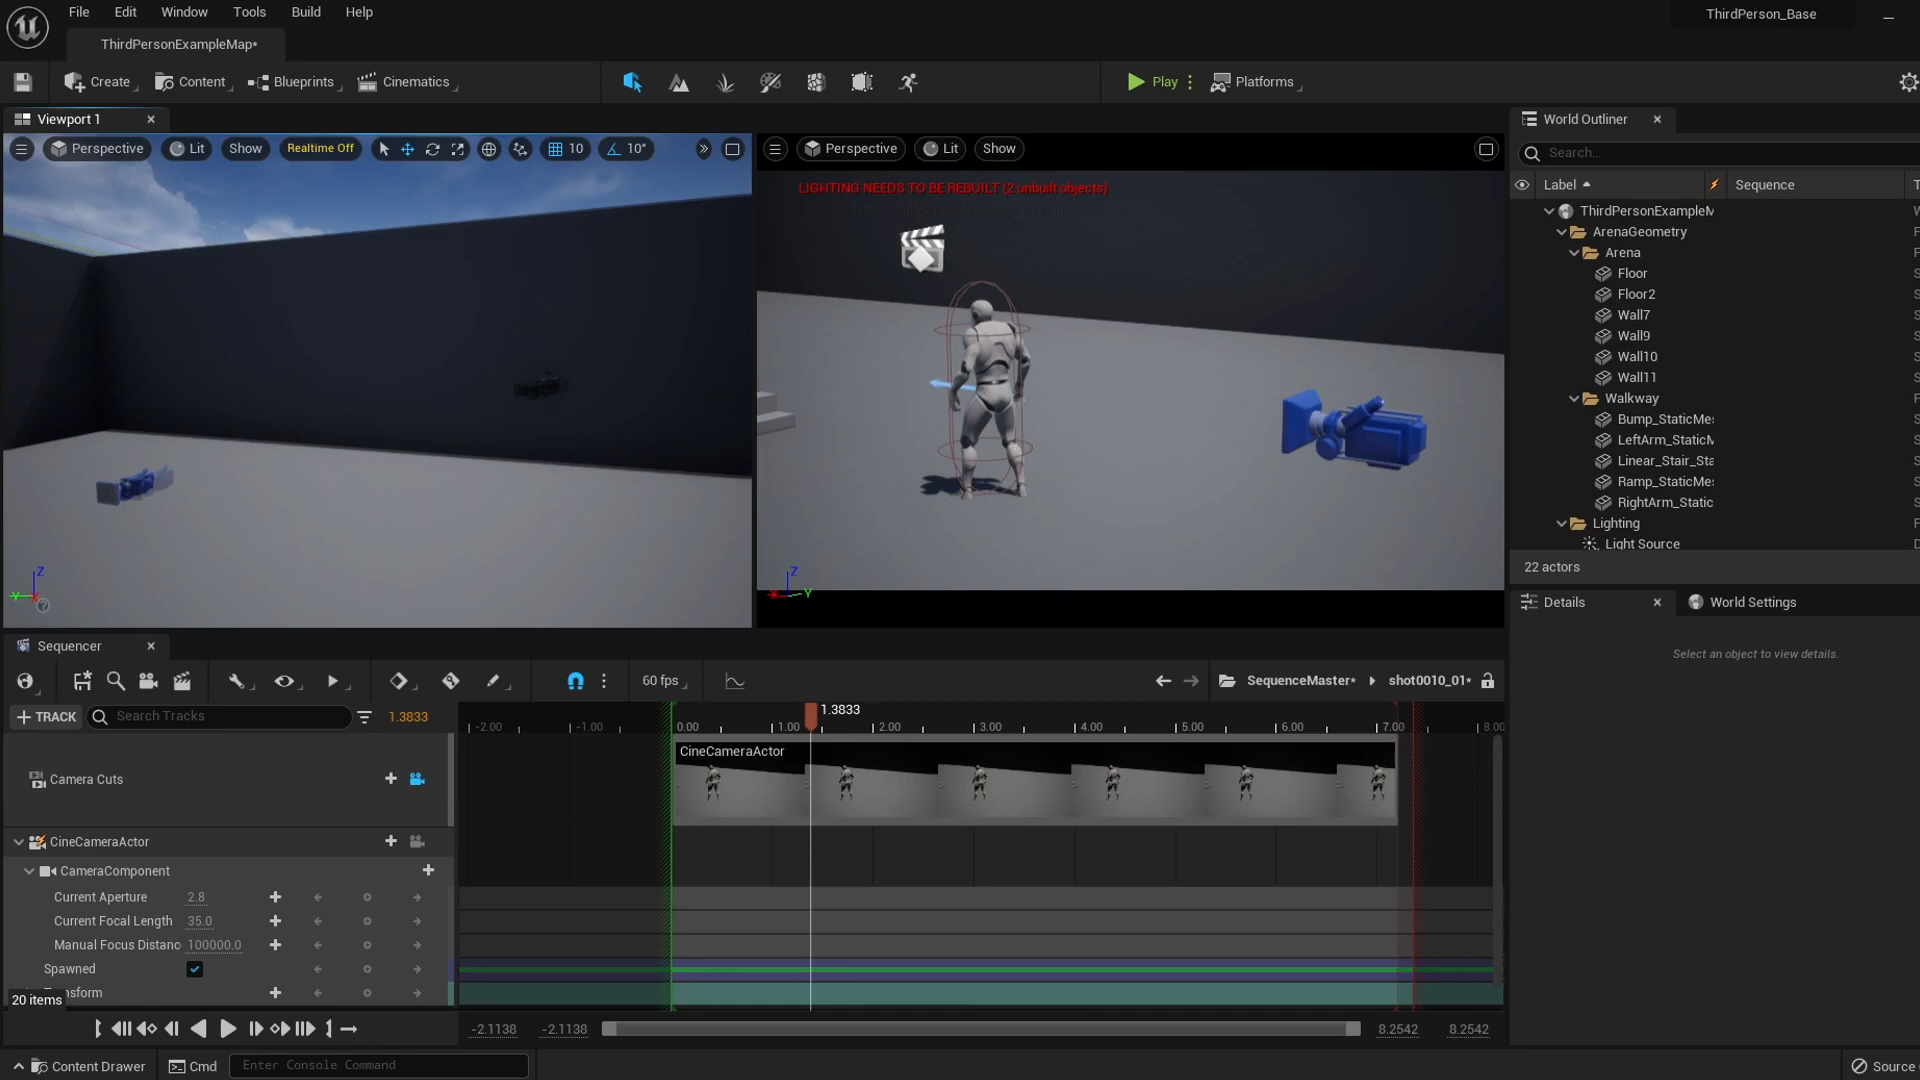 File Edit Window Tools Build Help
ThirdPerson_Base
ThirdPersonExampleMap*
Create Content Blueprints Cinematics Play Platforms
Viewport 1
World Outliner
Perspective Lit Show Realtime Off 10 10°
Perspective Lit Show
Search...
LIGHTING NEEDS TO BE REBUILT (2 unbuilt objects)
Label Sequence T
ThirdPersonExampleM
ArenaGeometry F
Arena F
Floor S
Floor2 S
Wall7 S
Wall9 S
Wall10 S
Wall11 S
Walkway F
Bump_StaticMes S
LeftArm_StaticM S
Linear_Stair_Sta S
Ramp_StaticMes S
RightArm_Static S
Lighting F
Light Source
22 actors
Z
Y
X
Z
X
Y
Details World Settings
Select an object to view details.
Sequencer
60 fps
SequenceMaster* shot0010_01*
TRACK Search Tracks 1.3833
1.3833
-2.00 -1.00 0.00 1.00 2.00 3.00 4.00 5.00 6.00 7.00 8.00
CineCameraActor
Camera Cuts
CineCameraActor
CameraComponent
Current Aperture 2.8
Current Focal Length 35.0
Manual Focus Distanc 100000.0
Spawned
20 items
-2.1138 -2.1138 8.2542 8.2542
Content Drawer Cmd Enter Console Command Source